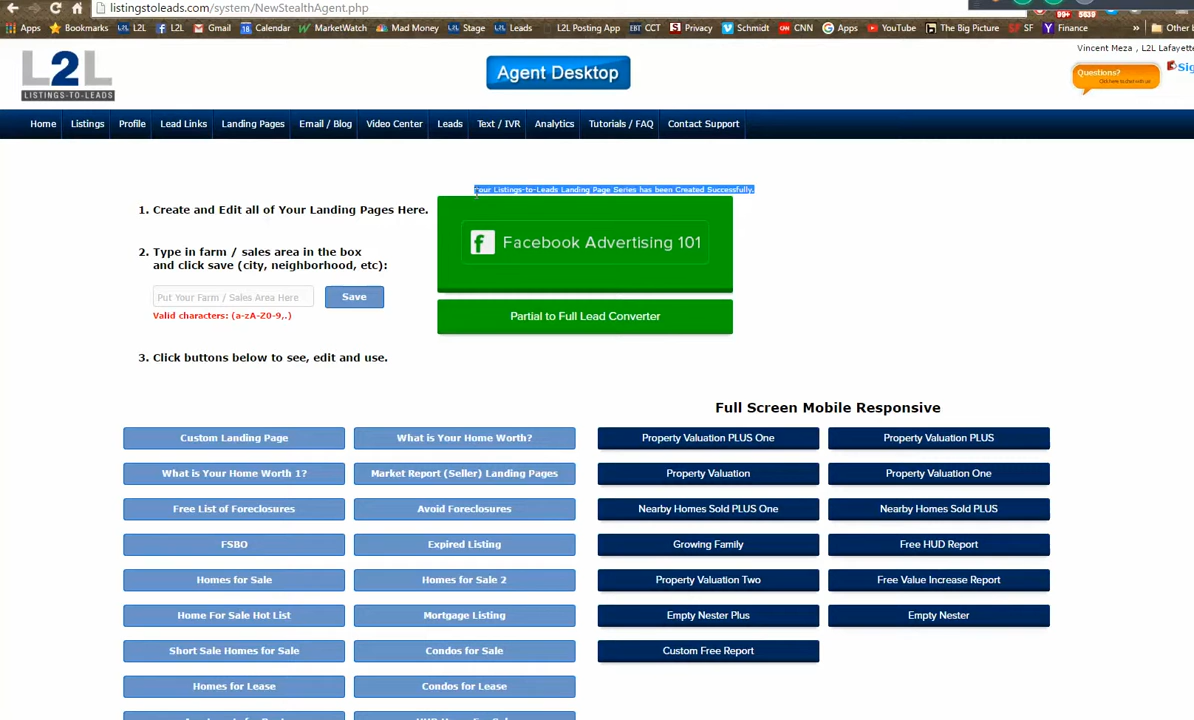 listingstoleads.com/system/NewStealthAgent.php
Apps Bookmarks L2L L2L Gmail Calendar MarketWatch Mad Money Stage Leads L2L Posting App CCT Privacy Schmidt CNN Apps YouTube The Big Picture SF Finance » Other
99+ 5639
Vincent Meza , L2L Lafayette
L2L
LISTINGS-TO-LEADS
Agent Desktop
Questions?
Click here to chat with us
Sig
Home Listings Profile Lead Links Landing Pages Email / Blog Video Center Leads Text / IVR Analytics Tutorials / FAQ Contact Support
Your Listings-to-Leads Landing Page Series has been Created Successfully.
1. Create and Edit all of Your Landing Pages Here.
Facebook Advertising 101
2. Type in farm / sales area in the box
and click save (city, neighborhood, etc):
Put Your Farm / Sales Area Here Save
Valid characters: (a-zA-Z0-9,.)
Partial to Full Lead Converter
3. Click buttons below to see, edit and use.
Full Screen Mobile Responsive
Custom Landing Page What is Your Home Worth? Property Valuation PLUS One Property Valuation PLUS
What is Your Home Worth 1? Market Report (Seller) Landing Pages Property Valuation Property Valuation One
Free List of Foreclosures Avoid Foreclosures Nearby Homes Sold PLUS One Nearby Homes Sold PLUS
FSBO Expired Listing Growing Family Free HUD Report
Homes for Sale Homes for Sale 2 Property Valuation Two Free Value Increase Report
Home For Sale Hot List Mortgage Listing Empty Nester Plus Empty Nester
Short Sale Homes for Sale Condos for Sale Custom Free Report
Homes for Lease Condos for Lease